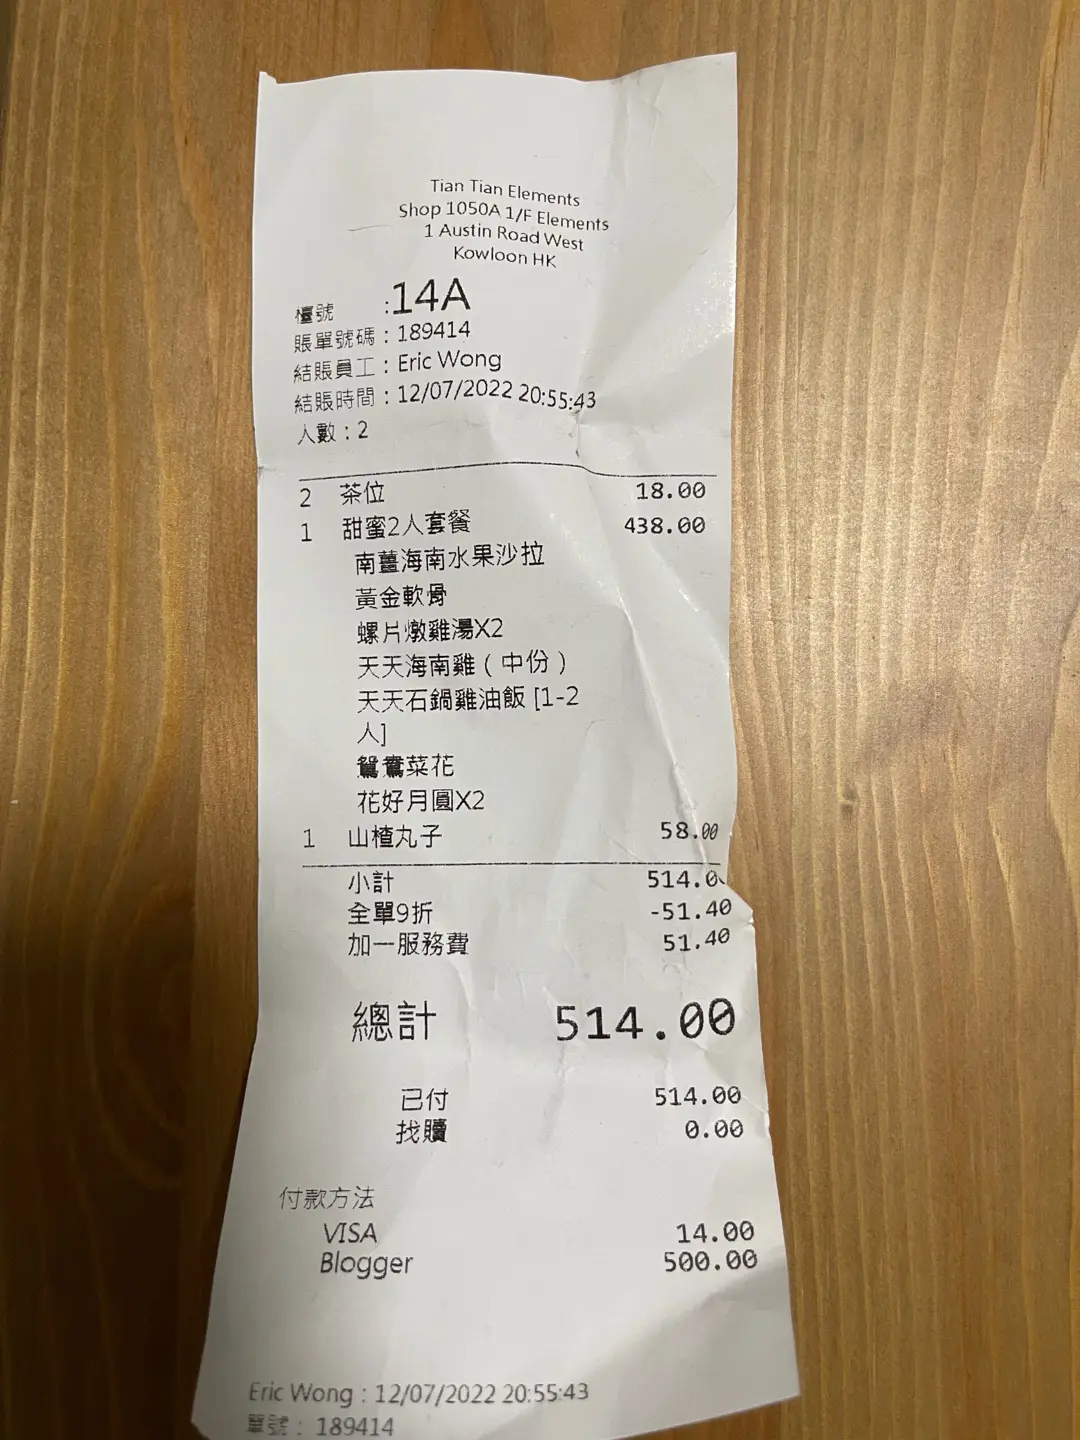 Tian Tian Elements
Shop 1050A 1/F Elements
1 Austin Road West
Kowloon HK
檯號 :14A
賬單號碼 : 189414
結賬員工 : Eric Wong
結賬時間 : 12/07/2022 20:55:43
人數 : 2
2 茶位 18.00
1 甜蜜2人套餐 438.00
南薑海南水果沙拉
黃金軟骨
螺片燉雞湯X2
天天海南雞（中份）
天天石鍋雞油飯 [1-2
人]
鴛鴦菜花
花好月圓X2
1 山楂丸子 58.00
小計 514.0
全單9折 -51.40
加一服務費 51.40
總計 514.00
已付 514.00
找贖 0.00
付款方法
VISA 14.00
Blogger 500.00
Eric Wong : 12/07/2022 20:55:43
單號 : 189414